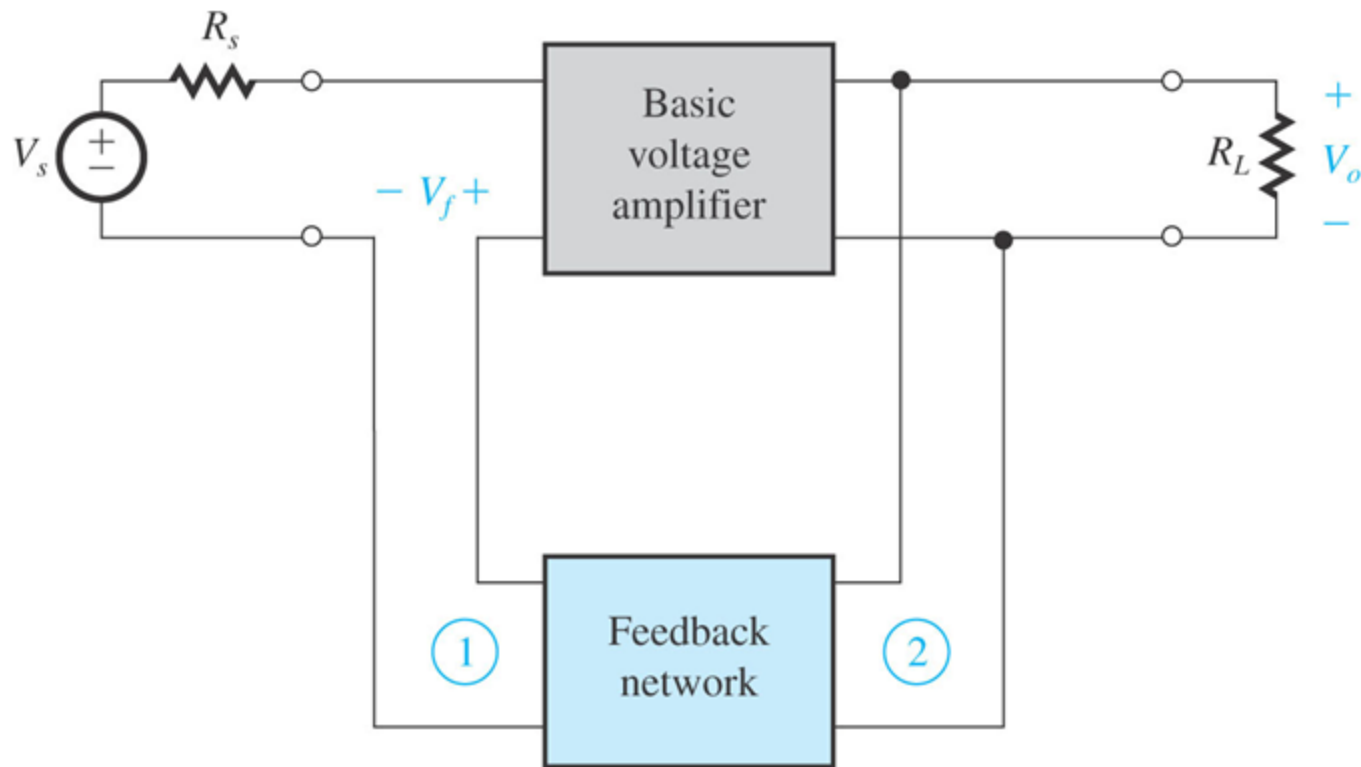 R_s
V_s
+
−
− V_f +
Basic
voltage
amplifier
R_L
+
V_o
−
1
Feedback
network
2